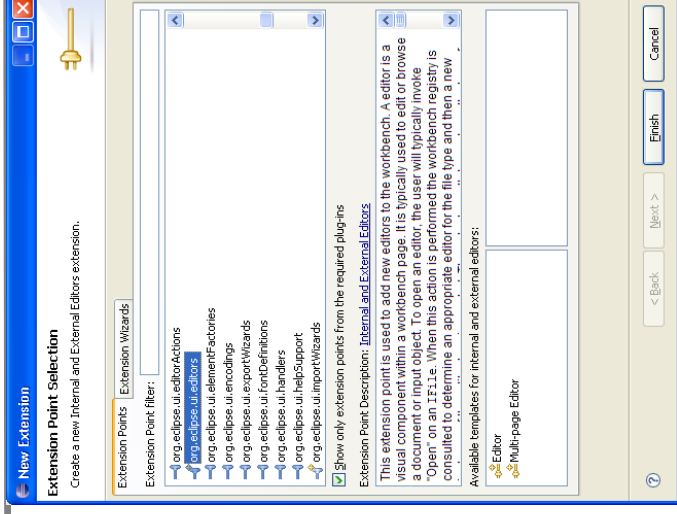 New Extension
Extension Point Selection
Create a new Internal and External Editors extension.
Extension Points Extension Wizards
Extension Point filter:
org.eclipse.ui.editorActions
org.eclipse.ui.editors
org.eclipse.ui.elementFactories
org.eclipse.ui.encodings
org.eclipse.ui.exportWizards
org.eclipse.ui.fontDefinitions
org.eclipse.ui.handlers
org.eclipse.ui.helpSupport
org.eclipse.ui.importWizards
Show only extension points from the required plug-ins
Extension Point Description: Internal and External Editors
This extension point is used to add new editors to the workbench. A editor is a
visual component within a workbench page. It is typically used to edit or browse
a document or input object. To open an editor, the user will typically invoke
"Open" on an IFile. When this action is performed the workbench registry is
consulted to determine an appropriate editor for the file type and then a new
Available templates for internal and external editors:
Editor
Multi-page Editor
< Back Next > Finish Cancel